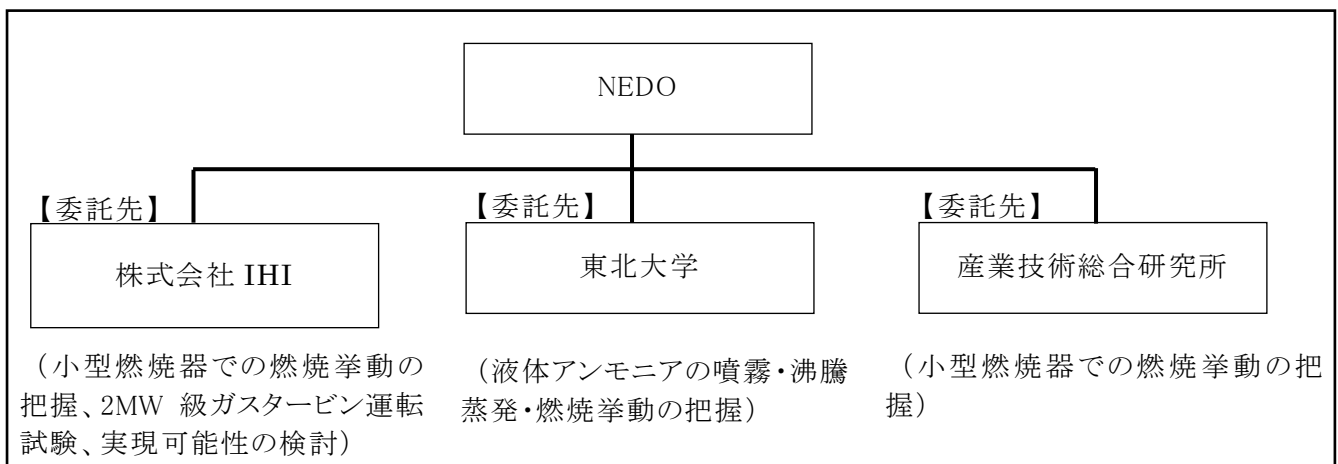 NEDO
【委託先】
株式会社 IHI
(小型燃焼器での燃焼挙動の
把握、2MW 級ガスタービン運転
試験、実現可能性の検討)
【委託先】
東北大学
(液体アンモニアの噴霧・沸騰
蒸発・燃焼挙動の把握)
【委託先】
産業技術総合研究所
(小型燃焼器での燃焼挙動の把
握)